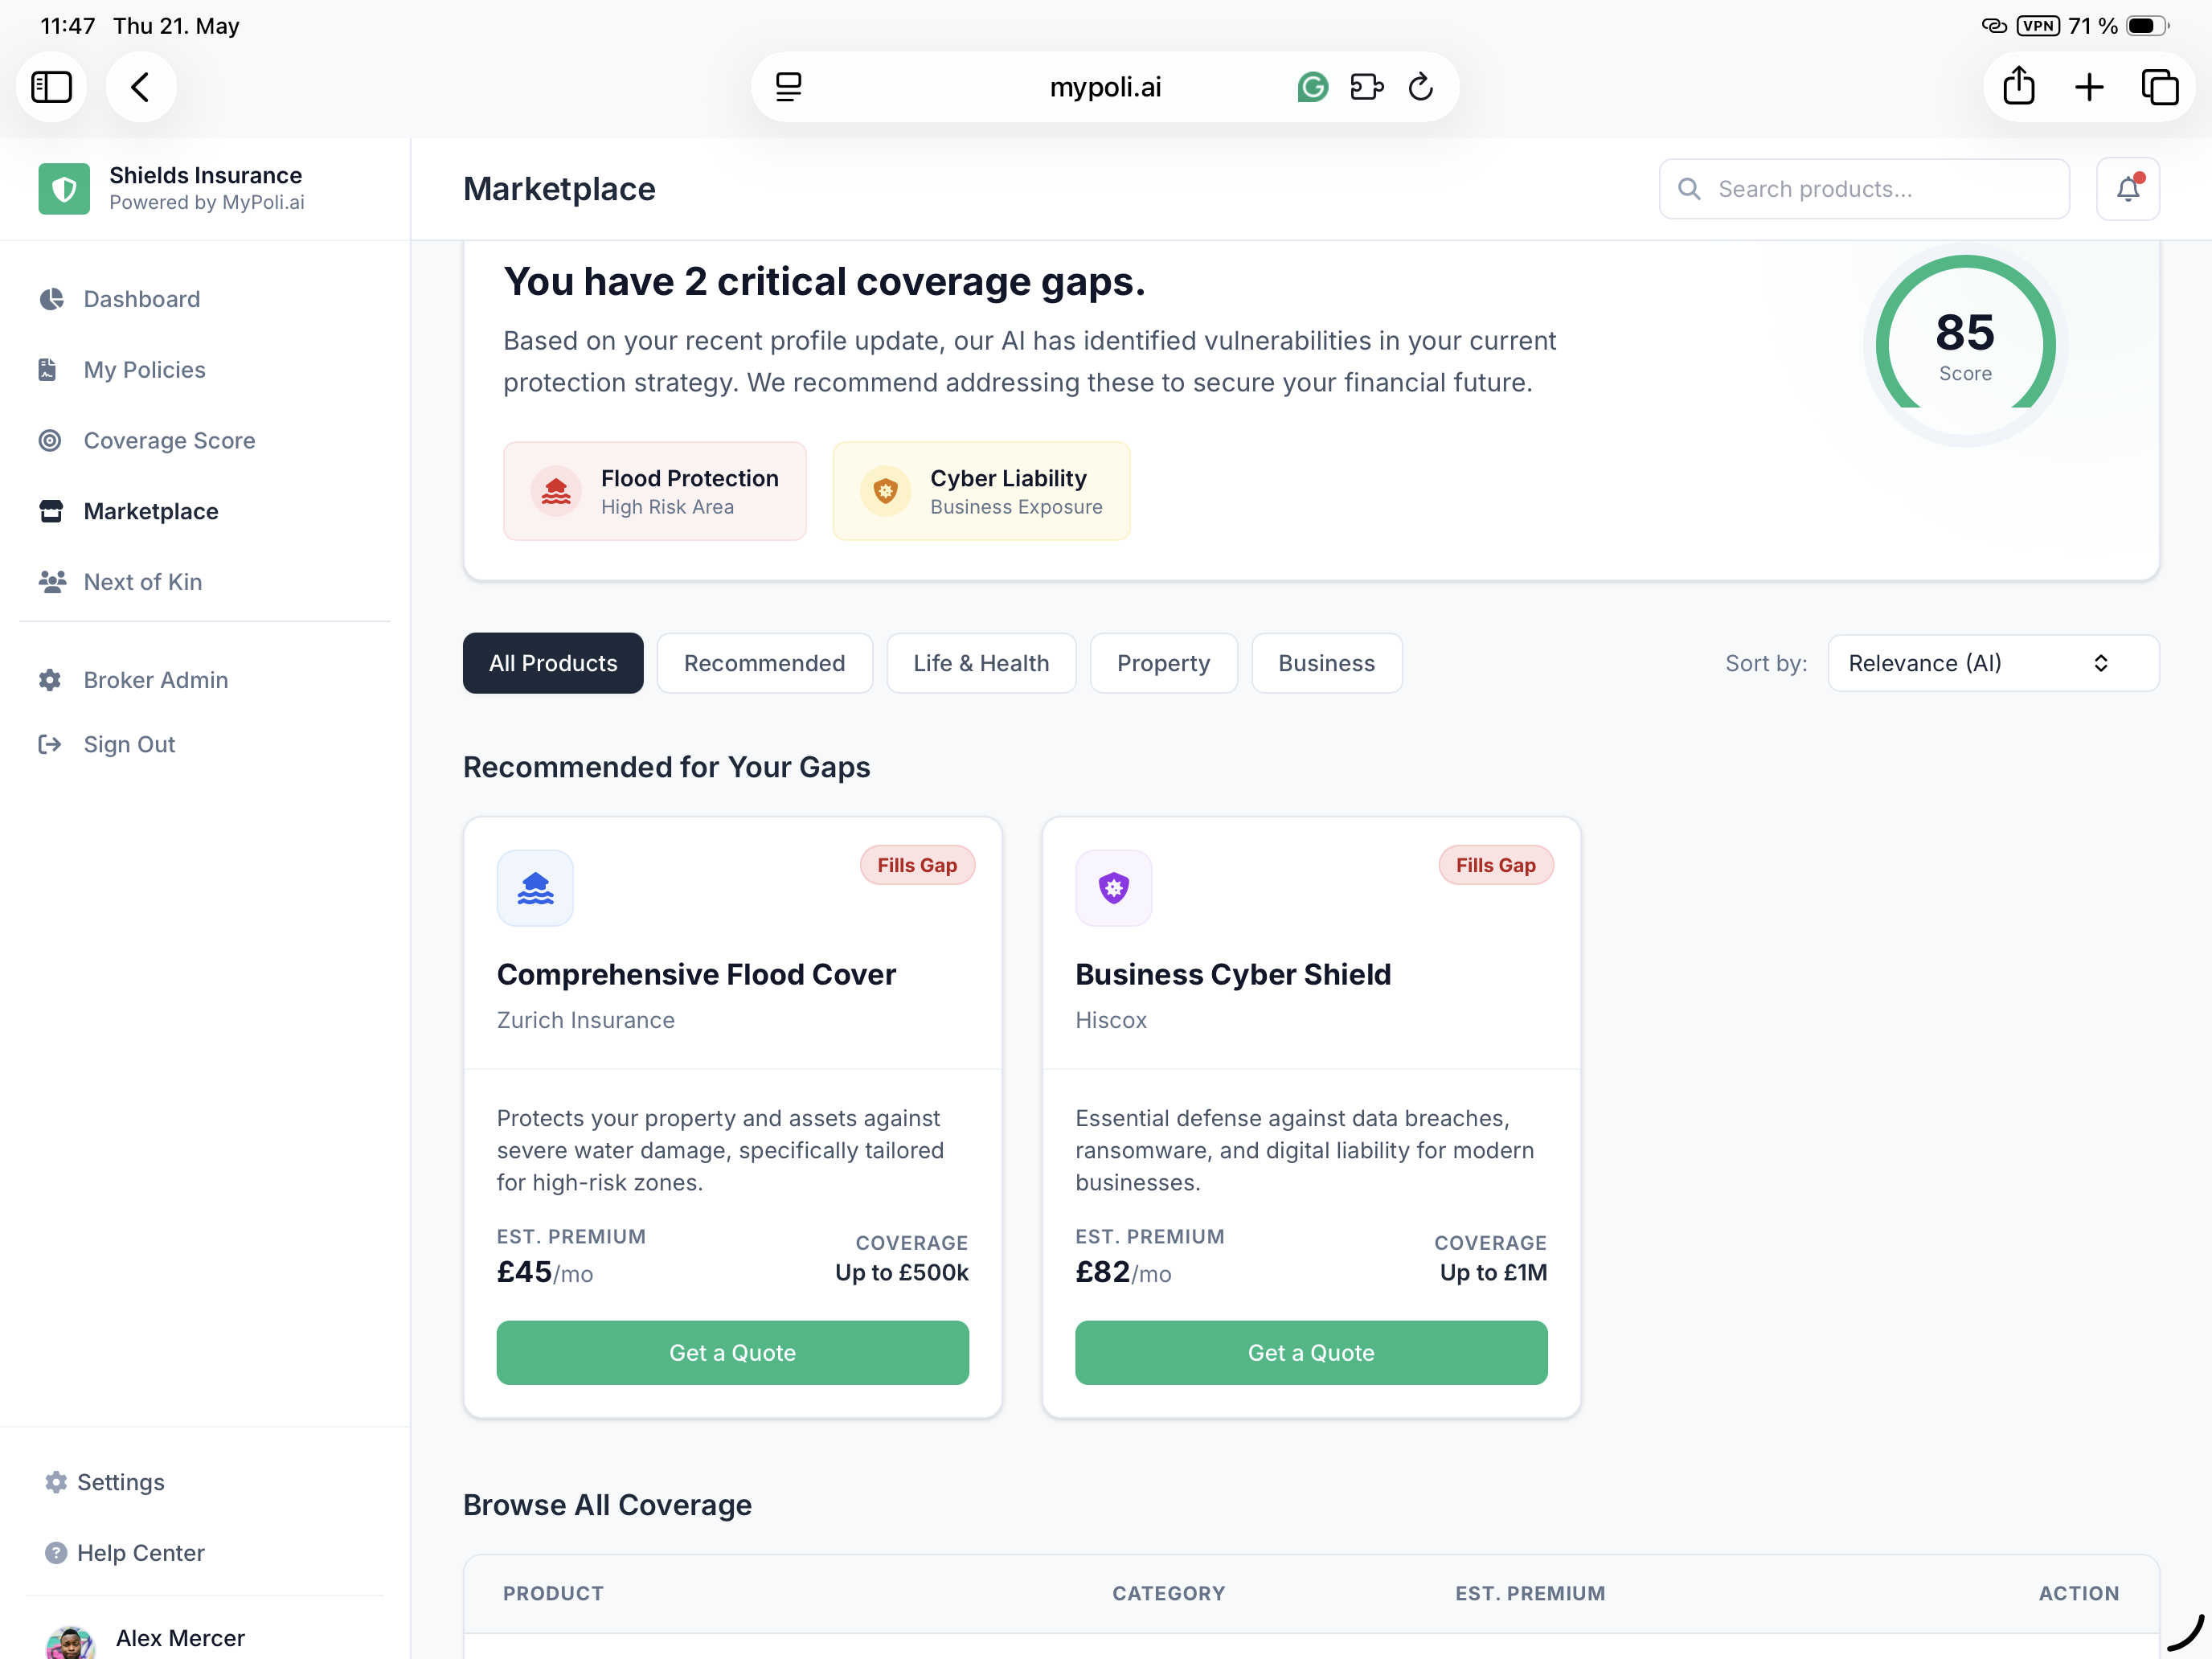 11:47 Thu 21. May
VPN 71 %
mypoli.ai
Shields Insurance
Powered by MyPoli.ai
Marketplace
Search products...
Dashboard
My Policies
Coverage Score
Marketplace
Next of Kin
Broker Admin
Sign Out
Settings
Help Center
Alex Mercer
You have 2 critical coverage gaps.
Based on your recent profile update, our AI has identified vulnerabilities in your current
protection strategy. We recommend addressing these to secure your financial future.
85
Score
Flood Protection
High Risk Area
Cyber Liability
Business Exposure
All Products
Recommended
Life & Health
Property
Business
Sort by:
Relevance (AI)
Recommended for Your Gaps
Fills Gap
Comprehensive Flood Cover
Zurich Insurance
Protects your property and assets against
severe water damage, specifically tailored
for high-risk zones.
EST. PREMIUM
£45/mo
COVERAGE
Up to £500k
Get a Quote
Fills Gap
Business Cyber Shield
Hiscox
Essential defense against data breaches,
ransomware, and digital liability for modern
businesses.
EST. PREMIUM
£82/mo
COVERAGE
Up to £1M
Get a Quote
Browse All Coverage
PRODUCT
CATEGORY
EST. PREMIUM
ACTION